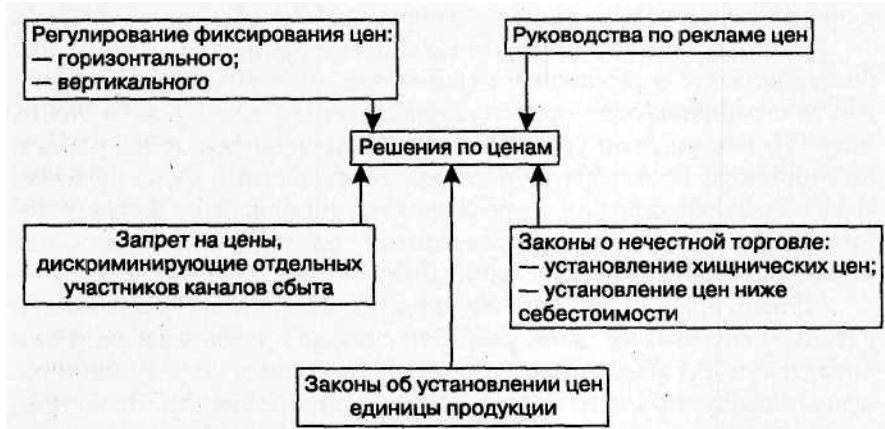 Регулирование фиксирования цен:
— горизонтального;
— вертикального
Руководства по рекламе цен
Решения по ценам
Запрет на цены,
дискриминирующие отдельных
участников каналов сбыта
Законы о нечестной торговле:
— установление хищнических цен;
— установление цен ниже
себестоимости
Законы об установлении цен
единицы продукции